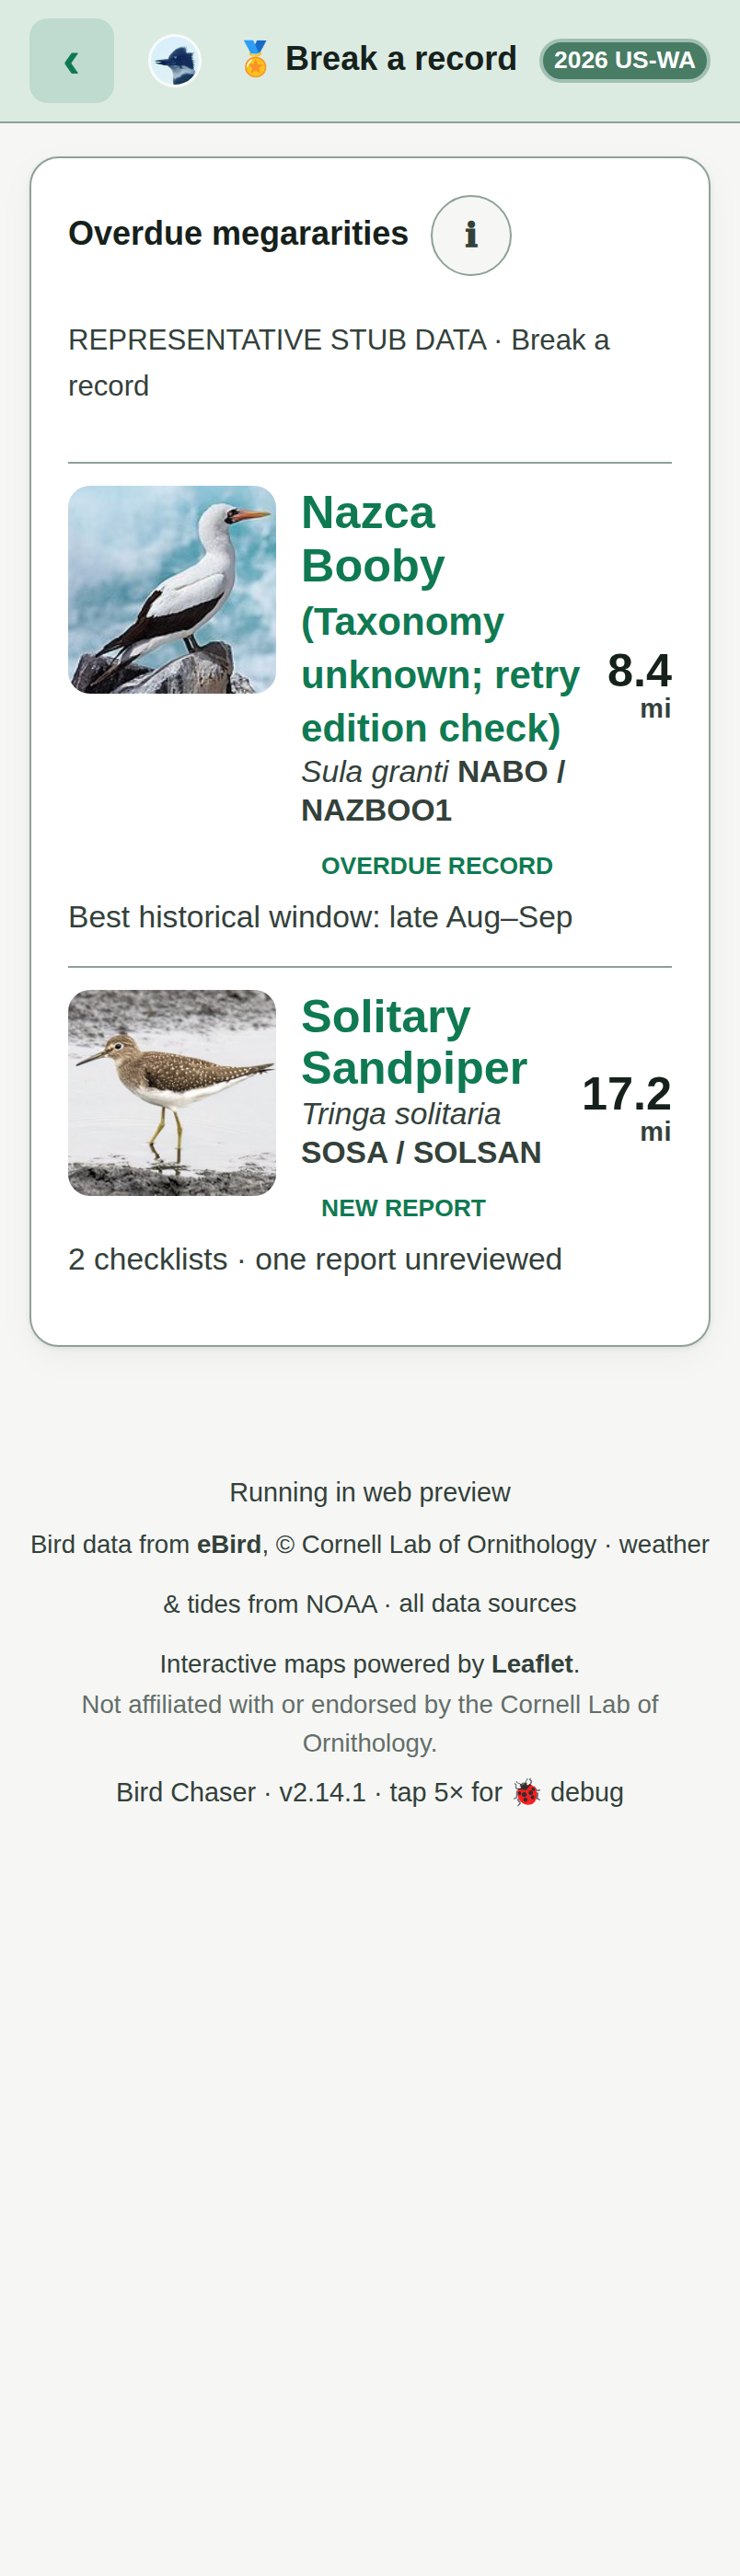 ‹ 🏅 Break a record 2026 US-WA
Overdue megararities ℹ
REPRESENTATIVE STUB DATA · Break a
record
Nazca
Booby
(Taxonomy
unknown; retry
edition check)
8.4
mi
Sula granti NABO /
NAZBOO1
OVERDUE RECORD
Best historical window: late Aug–Sep
Solitary
Sandpiper
17.2
mi
Tringa solitaria
SOSA / SOLSAN
NEW REPORT
2 checklists · one report unreviewed
Running in web preview
Bird data from eBird, © Cornell Lab of Ornithology · weather
& tides from NOAA · all data sources
Interactive maps powered by Leaflet.
Not affiliated with or endorsed by the Cornell Lab of
Ornithology.
Bird Chaser · v2.14.1 · tap 5× for 🐞 debug